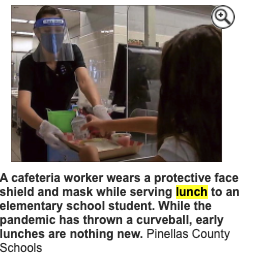 A cafeteria worker wears a protective face
shield and mask while serving lunch to an
elementary school student. While the
pandemic has thrown a curveball, early
lunches are nothing new. Pinellas County
Schools